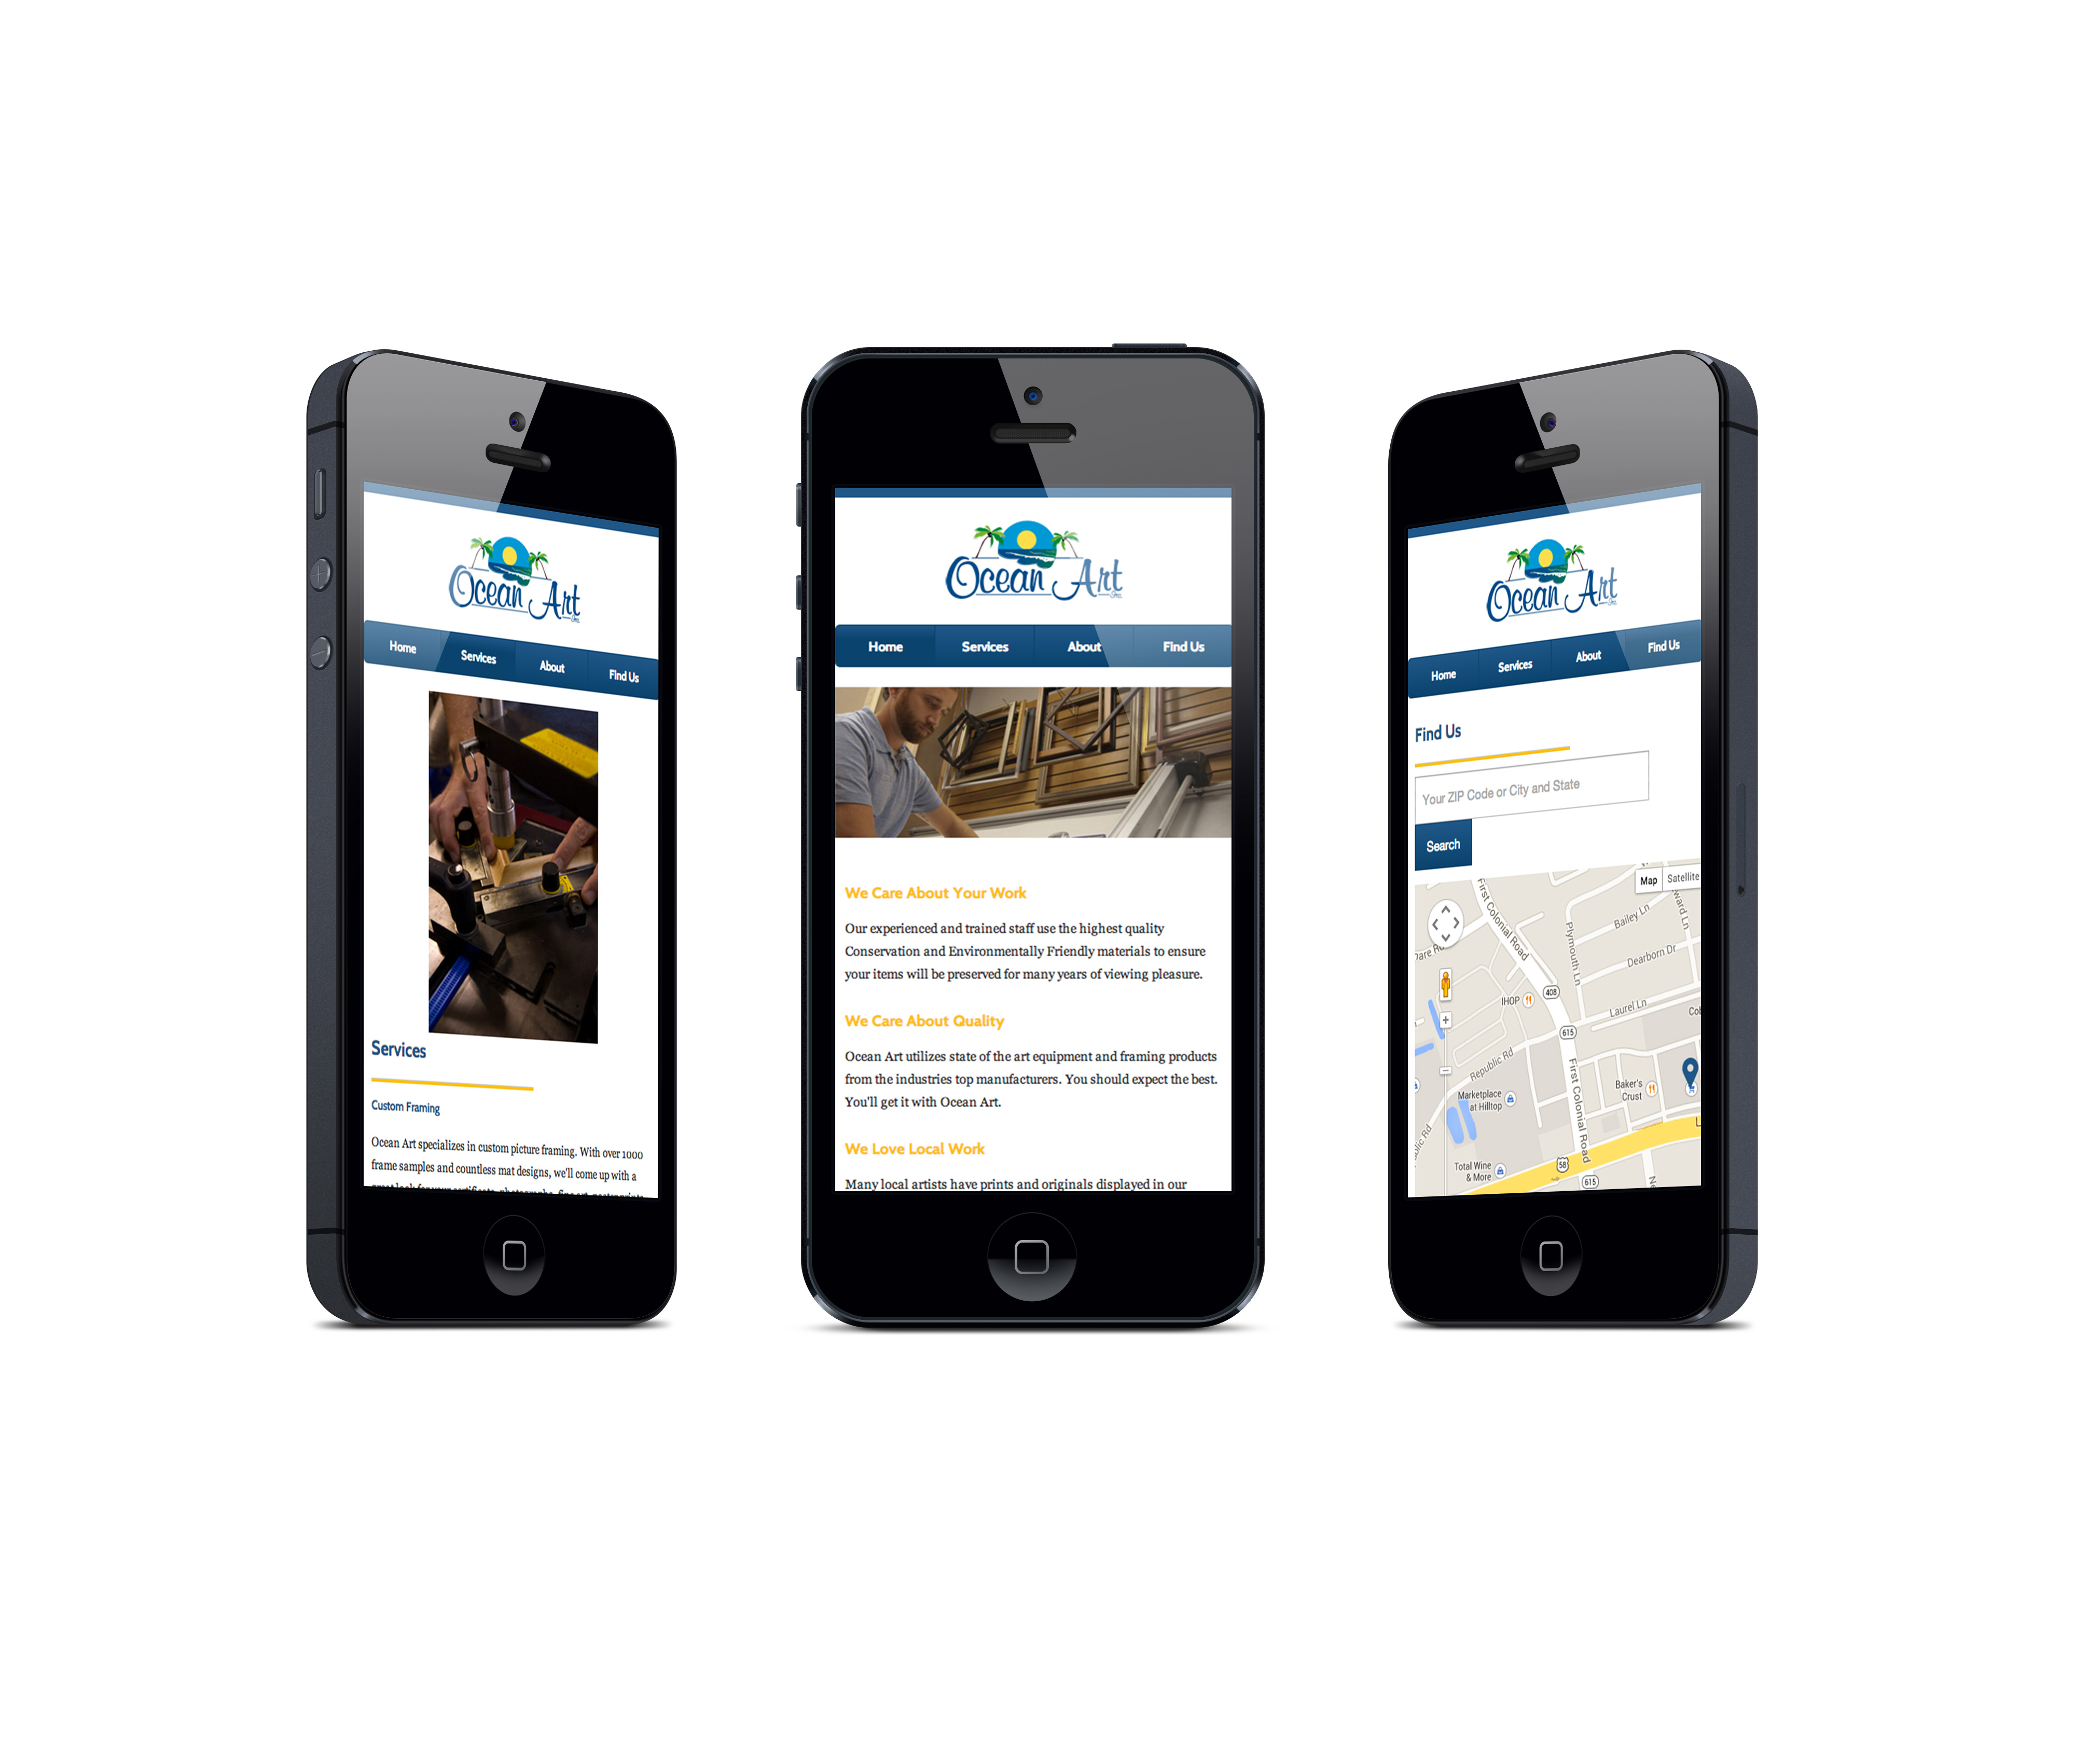 Ocean Art
Inc.
Home Services About Find Us
Services
Custom Framing
Ocean Art specializes in custom picture framing. With over 1000
frame samples and countless mat designs, we'll come up with a
Ocean Art
Inc.
Home Services About Find Us
We Care About Your Work
Our experienced and trained staff use the highest quality
Conservation and Environmentally Friendly materials to ensure
your items will be preserved for many years of viewing pleasure.
We Care About Quality
Ocean Art utilizes state of the art equipment and framing products
from the industries top manufacturers. You should expect the best.
You'll get it with Ocean Art.
We Love Local Work
Many local artists have prints and originals displayed in our
Ocean Art
Inc.
Home Services About Find Us
Find Us
Your ZIP Code or City and State
Search
Map Satellite
First Colonial Road
Bailey Ln
ward Ln
Plymouth Ln
Dearborn Dr
nare Rd
IHOP
408
Laurel Ln
Col
615
Republic Rd
First Colonial Road
Baker's
Crust
Marketplace
at Hilltop
ublic Rd
L
Total Wine
& More
58
615